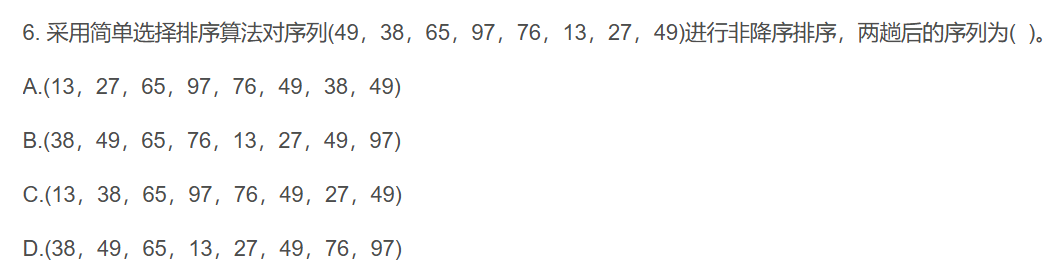 6. 采用简单选择排序算法对序列(49，38，65，97，76，13，27，49)进行非降序排序，两趟后的序列为( )。
A.(13，27，65，97，76，49，38，49)
B.(38，49，65，76，13，27，49，97)
C.(13，38，65，97，76，49，27，49)
D.(38，49，65，13，27，49，76，97)